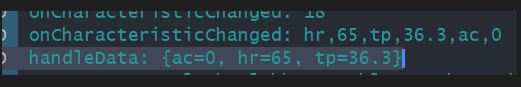 onCharacteristicChanged: 18
onCharacteristicChanged: hr,65,tp,36.3,ac,0
handleData: {ac=0, hr=65, tp=36.3}